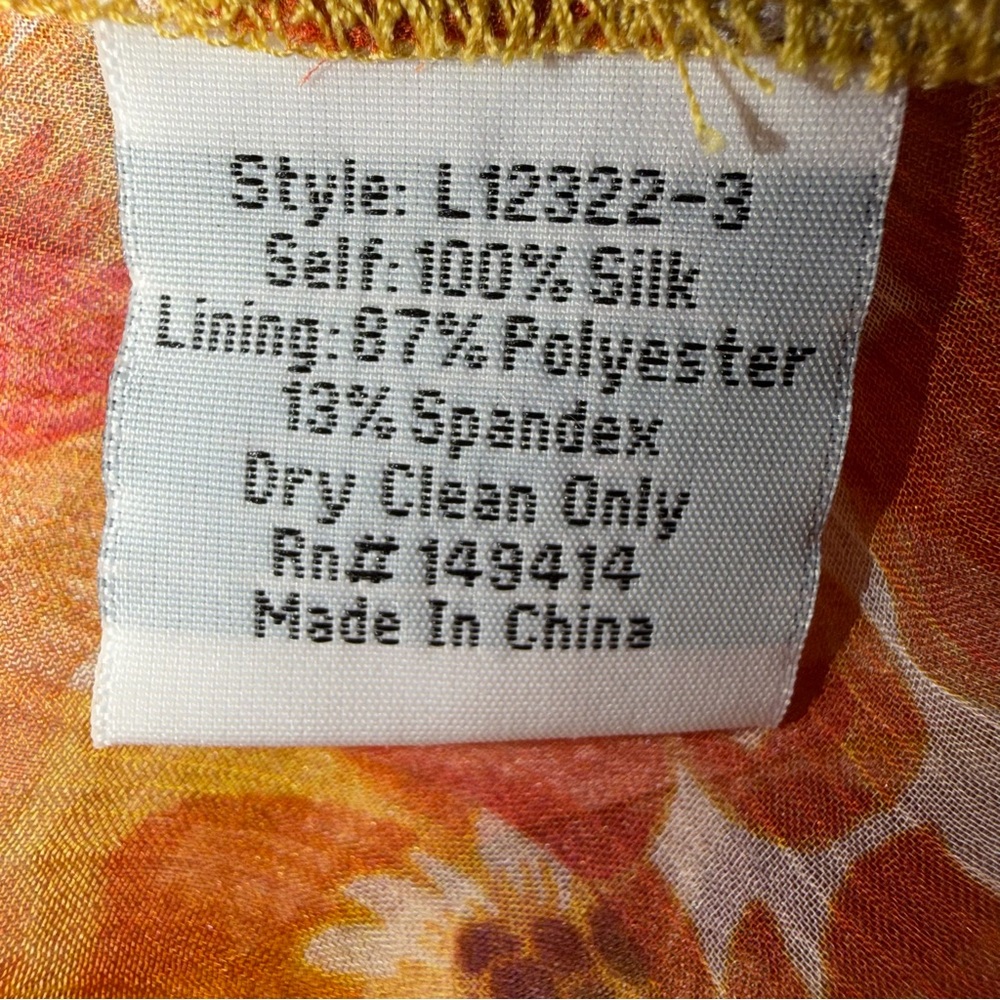 Style: L12322-3
Self: 100% Silk
Lining: 87% Polyester
13% Spandex
Dry Clean Only
Rn# 149414
Made In China